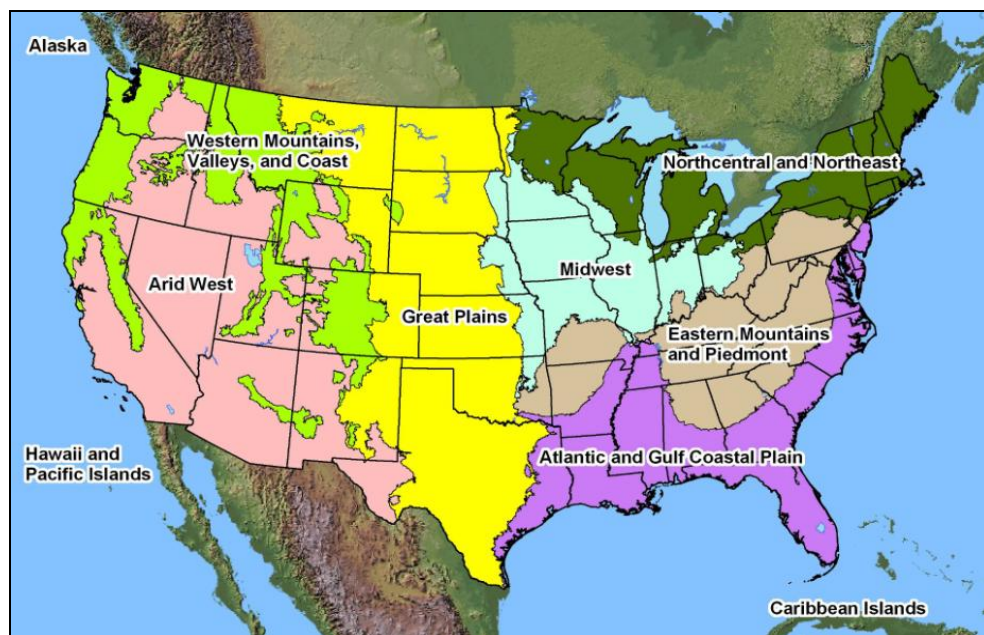 Alaska
Western Mountains,
Valleys, and Coast
Northcentral and Northeast
Arid West
Midwest
Great Plains
Eastern Mountains
and Piedmont
Hawaii and
Pacific Islands
Atlantic and Gulf Coastal Plain
Caribbean Islands